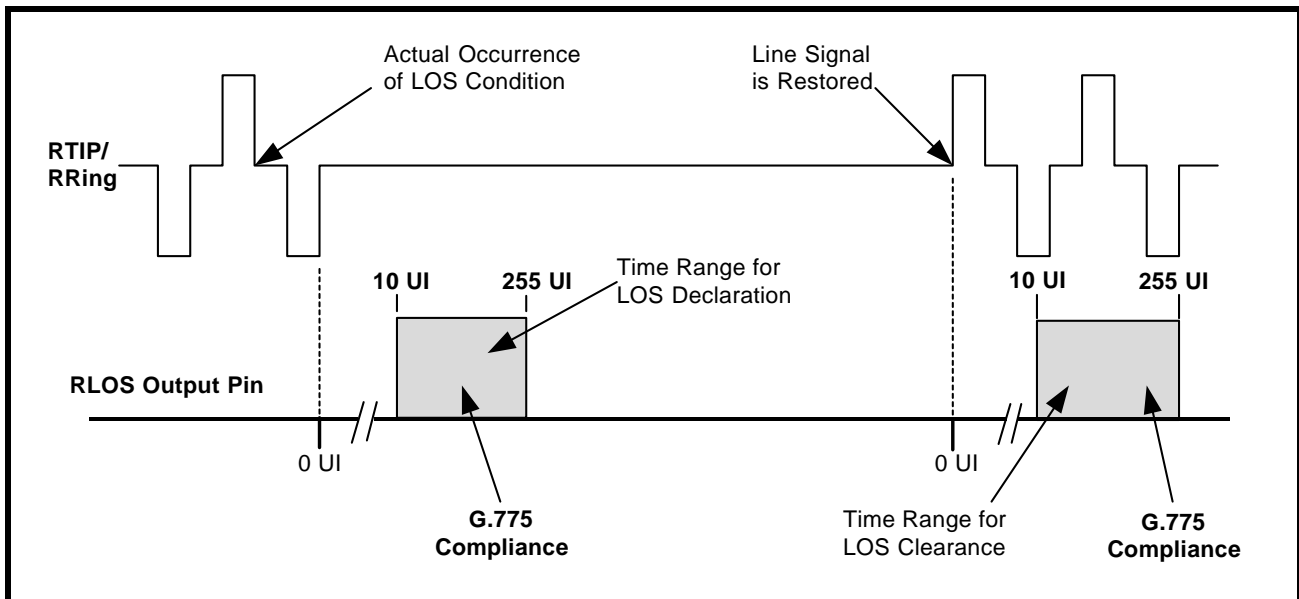 Actual Occurrence
of LOS Condition
Line Signal
is Restored
RTIP/
RRing
10 UI
255 UI
Time Range for
LOS Declaration
10 UI
255 UI
RLOS Output Pin
0 UI
0 UI
G.775
Compliance
Time Range for
LOS Clearance
G.775
Compliance